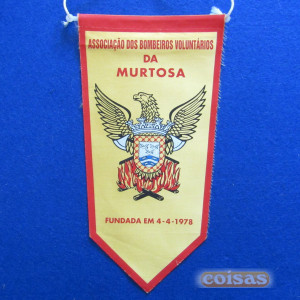 ASSOCIAÇÃO DOS BOMBEIROS VOLUNTÁRIOS
DA
MURTOSA
FUNDADA EM 4-4-1978
coisas